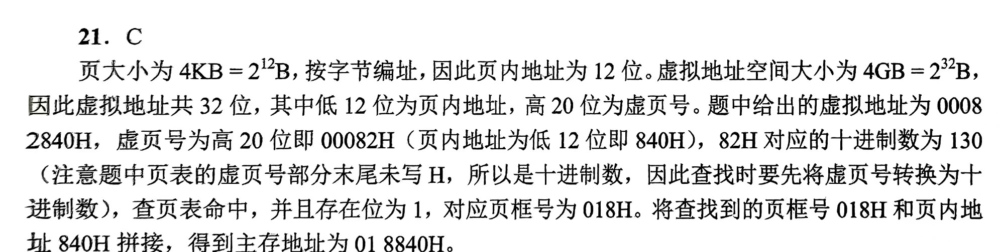 21. C
页大小为 4KB = 2¹²B，按字节编址，因此页内地址为 12 位。虚拟地址空间大小为 4GB = 2³²B，
因此虚拟地址共 32 位，其中低 12 位为页内地址，高 20 位为虚页号。题中给出的虚拟地址为 0008
2840H，虚页号为高 20 位即 00082H（页内地址为低 12 位即 840H），82H 对应的十进制数为 130
（注意题中页表的虚页号部分末尾未写 H，所以是十进制数，因此查找时要先将虚页号转换为十
进制数），查页表命中，并且存在位为 1，对应页框号为 018H。将查找到的页框号 018H 和页内地
址 840H 拼接，得到主存地址为 01 8840H。